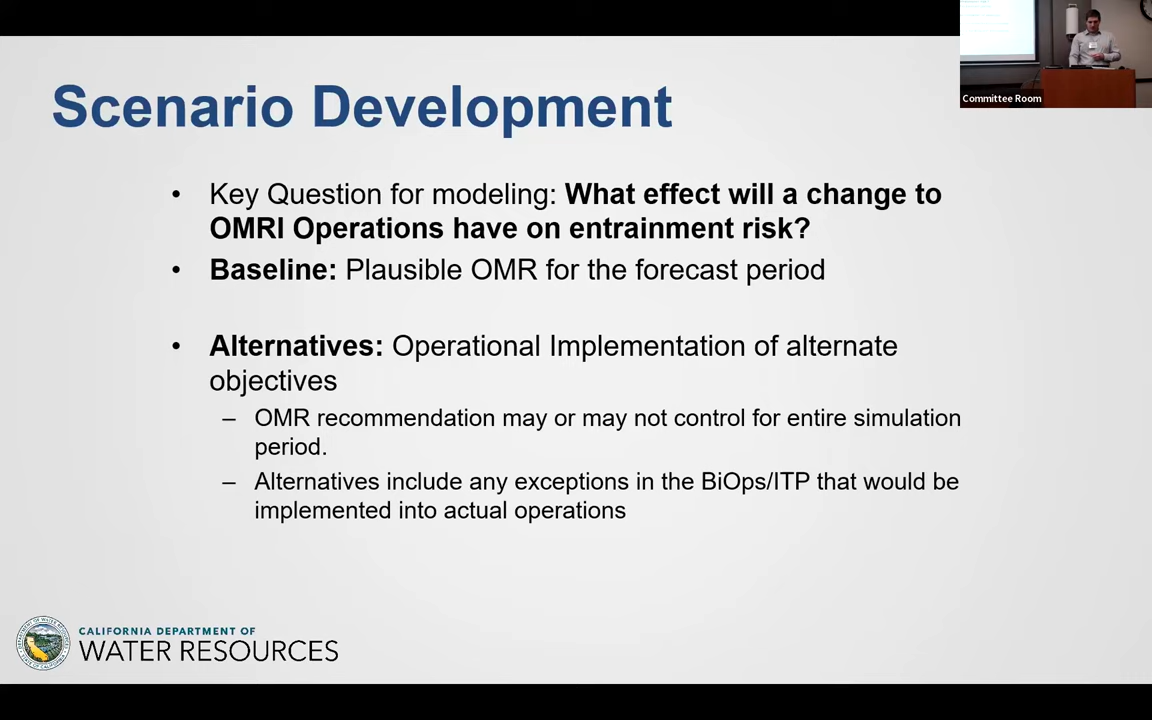 Scenario Development
• Key Question for modeling: What effect will a change to
OMRI Operations have on entrainment risk?
• Baseline: Plausible OMR for the forecast period
• Alternatives: Operational Implementation of alternate
objectives
– OMR recommendation may or may not control for entire simulation
period.
– Alternatives include any exceptions in the BiOps/ITP that would be
implemented into actual operations
CALIFORNIA DEPARTMENT OF
WATER RESOURCES
Committee Room